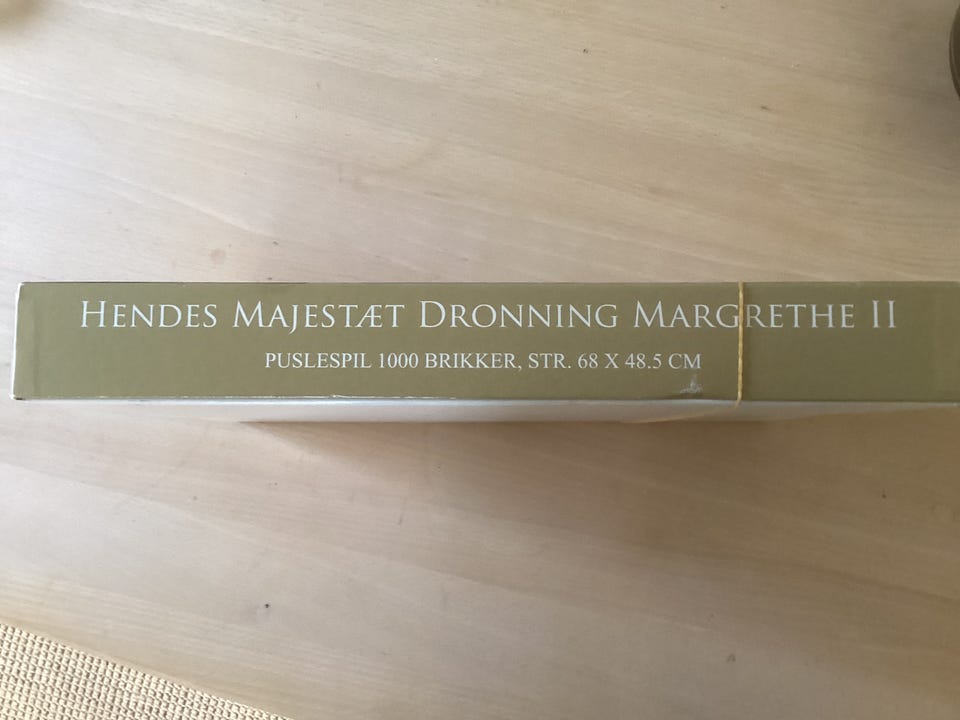 HENDES MAJESTÆT DRONNING MARGRETHE II
PUSLESPIL 1000 BRIKKER, STR. 68 X 48.5 CM